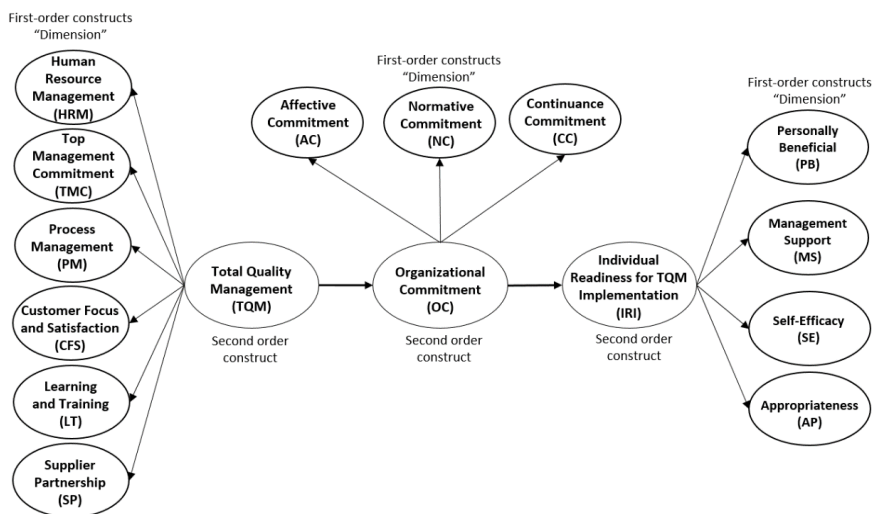 First-order constructs
“Dimension”
Human
Resource
Management
(HRM)
Top
Management
Commitment
(TMC)
Process
Management
(PM)
Customer Focus
and Satisfaction
(CFS)
Learning
and Training
(LT)
Supplier
Partnership
(SP)
Total Quality
Management
(TQM)
Second order
construct
First-order constructs
“Dimension”
Affective
Commitment
(AC)
Normative
Commitment
(NC)
Continuance
Commitment
(CC)
Organizational
Commitment
(OC)
Second order
construct
Individual
Readiness for TQM
Implementation
(IRI)
Second order
construct
First-order constructs
“Dimension”
Personally
Beneficial
(PB)
Management
Support
(MS)
Self-Efficacy
(SE)
Appropriateness
(AP)